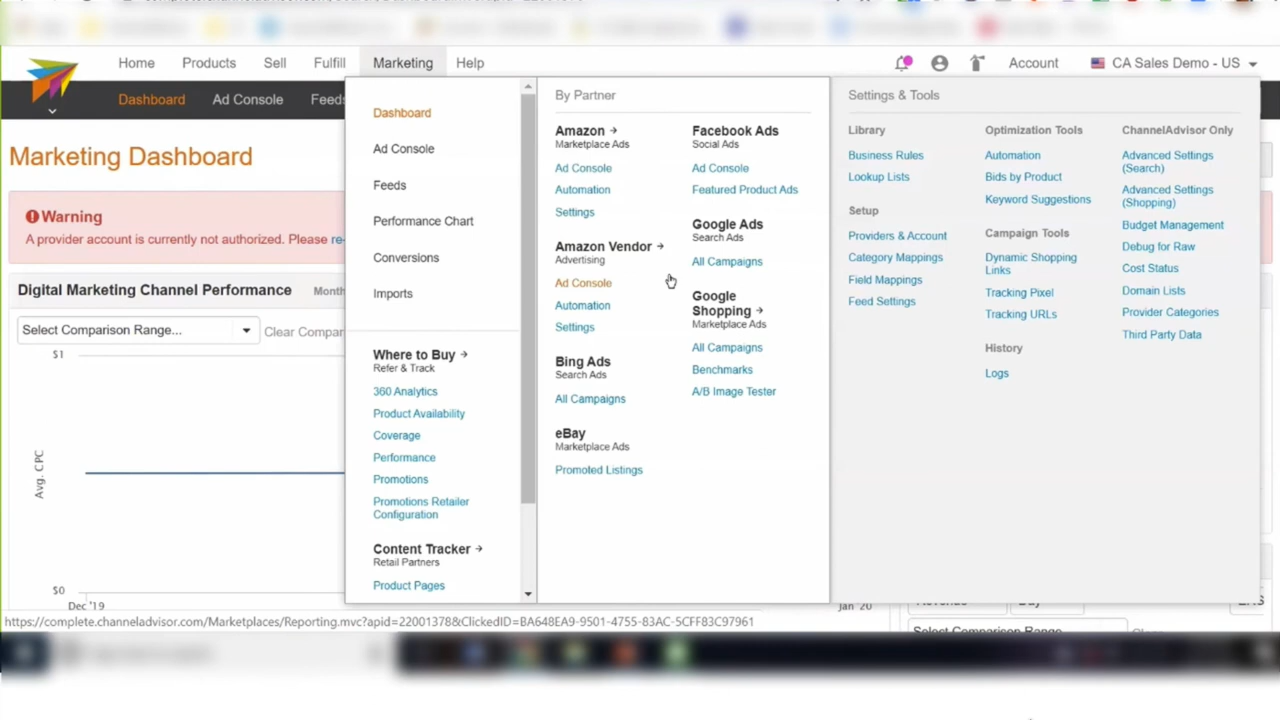 Home
Products
Sell
Fulfill
Marketing
Help
Account
CA Sales Demo - US
Dashboard
Ad Console
Feeds
Marketing Dashboard
Warning
A provider account is currently not authorized. Please re-
Digital Marketing Channel Performance
Month
Select Comparison Range...
Clear Compar
$1
Avg. CPC
$0
Dec '19
Jan '20
Dashboard
Ad Console
Feeds
Performance Chart
Conversions
Imports
Where to Buy →
Refer & Track
360 Analytics
Product Availability
Coverage
Performance
Promotions
Promotions Retailer
Configuration
Content Tracker →
Retail Partners
Product Pages
By Partner
Amazon →
Marketplace Ads
Ad Console
Automation
Settings
Amazon Vendor →
Advertising
Ad Console
Automation
Settings
Bing Ads
Search Ads
All Campaigns
eBay
Marketplace Ads
Promoted Listings
Facebook Ads
Social Ads
Ad Console
Featured Product Ads
Google Ads
Search Ads
All Campaigns
Google
Shopping →
Marketplace Ads
All Campaigns
Benchmarks
A/B Image Tester
Settings & Tools
Library
Business Rules
Lookup Lists
Setup
Providers & Account
Category Mappings
Field Mappings
Feed Settings
Optimization Tools
Automation
Bids by Product
Keyword Suggestions
Campaign Tools
Dynamic Shopping
Links
Tracking Pixel
Tracking URLs
History
Logs
ChannelAdvisor Only
Advanced Settings
(Search)
Advanced Settings
(Shopping)
Budget Management
Debug for Raw
Cost Status
Domain Lists
Provider Categories
Third Party Data
Select Comparison Range
https://complete.channeladvisor.com/Marketplaces/Reporting.mvc?apid=22001378&ClickedID=BA648EA9-9501-4755-83AC-5CFF83C97961